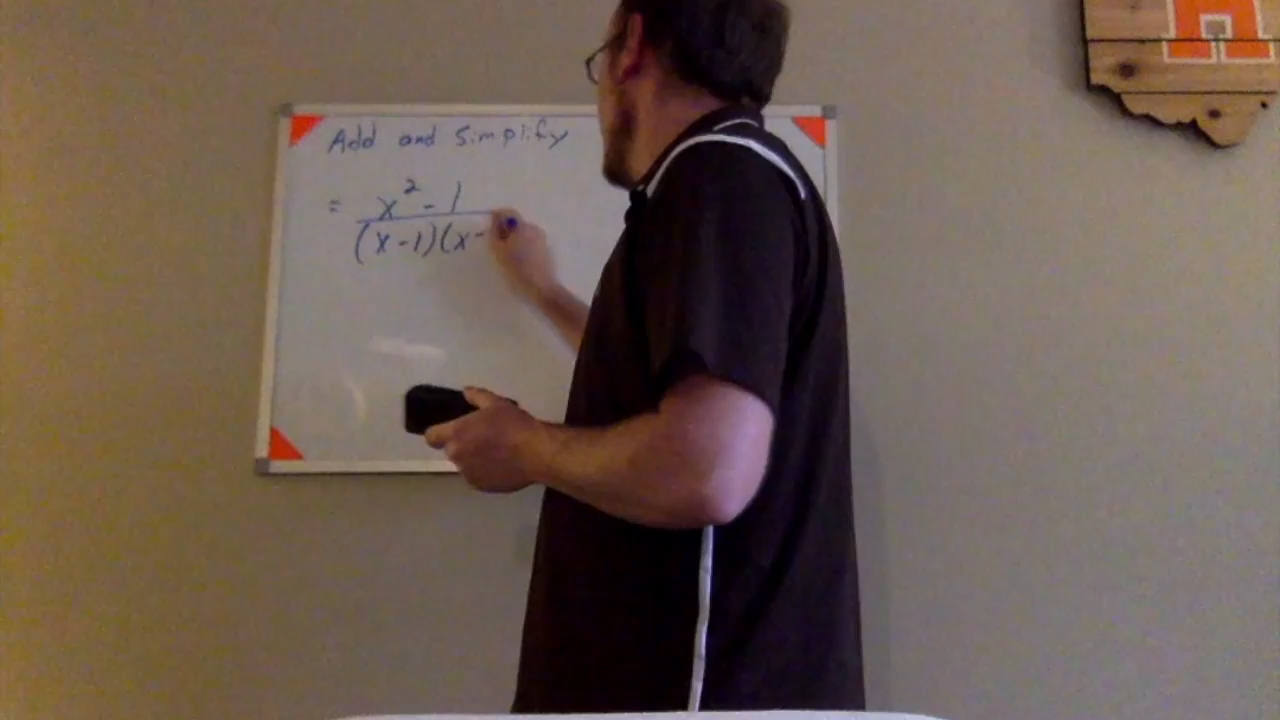 Add and Simplify
= x² - 1
(x-1)(x-